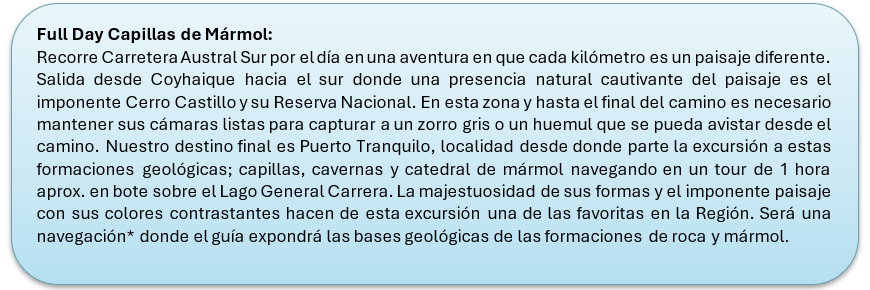 Full Day Capillas de Mármol:
Recorre Carretera Austral Sur por el día en una aventura en que cada kilómetro es un paisaje diferente.
Salida desde Coyhaique hacia el sur donde una presencia natural cautivante del paisaje es el
imponente Cerro Castillo y su Reserva Nacional. En esta zona y hasta el final del camino es necesario
mantener sus cámaras listas para capturar a un zorro gris o un huemul que se pueda avistar desde el
camino. Nuestro destino final es Puerto Tranquilo, localidad desde donde parte la excursión a estas
formaciones geológicas; capillas, cavernas y catedral de mármol navegando en un tour de 1 hora
aprox. en bote sobre el Lago General Carrera. La majestuosidad de sus formas y el imponente paisaje
con sus colores contrastantes hacen de esta excursión una de las favoritas en la Región. Será una
navegación* donde el guía expondrá las bases geológicas de las formaciones de roca y mármol.